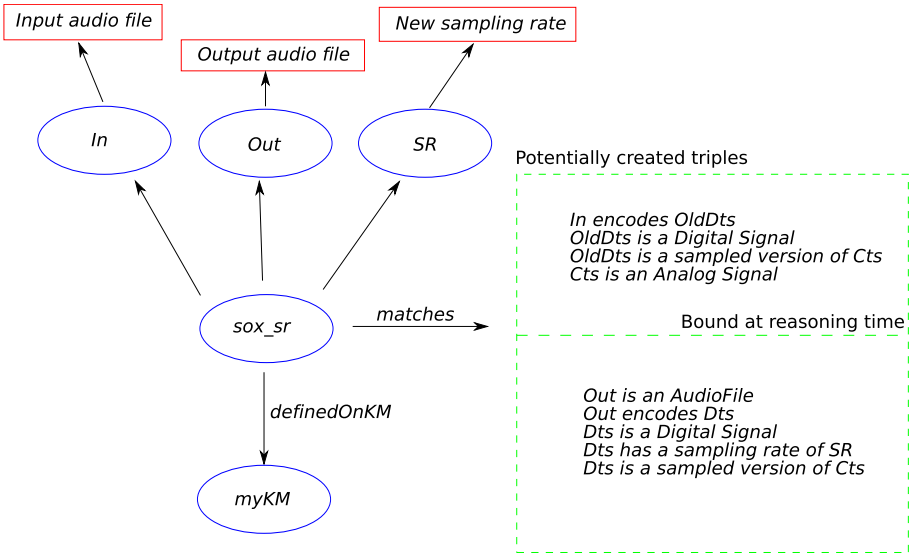 Input audio file
Output audio file
New sampling rate
In
Out
SR
Potentially created triples
In encodes OldDts
OldDts is a Digital Signal
OldDts is a sampled version of Cts
Cts is an Analog Signal
sox_sr
matches
Bound at reasoning time
definedOnKM
Out is an AudioFile
Out encodes Dts
Dts is a Digital Signal
Dts has a sampling rate of SR
Dts is a sampled version of Cts
myKM